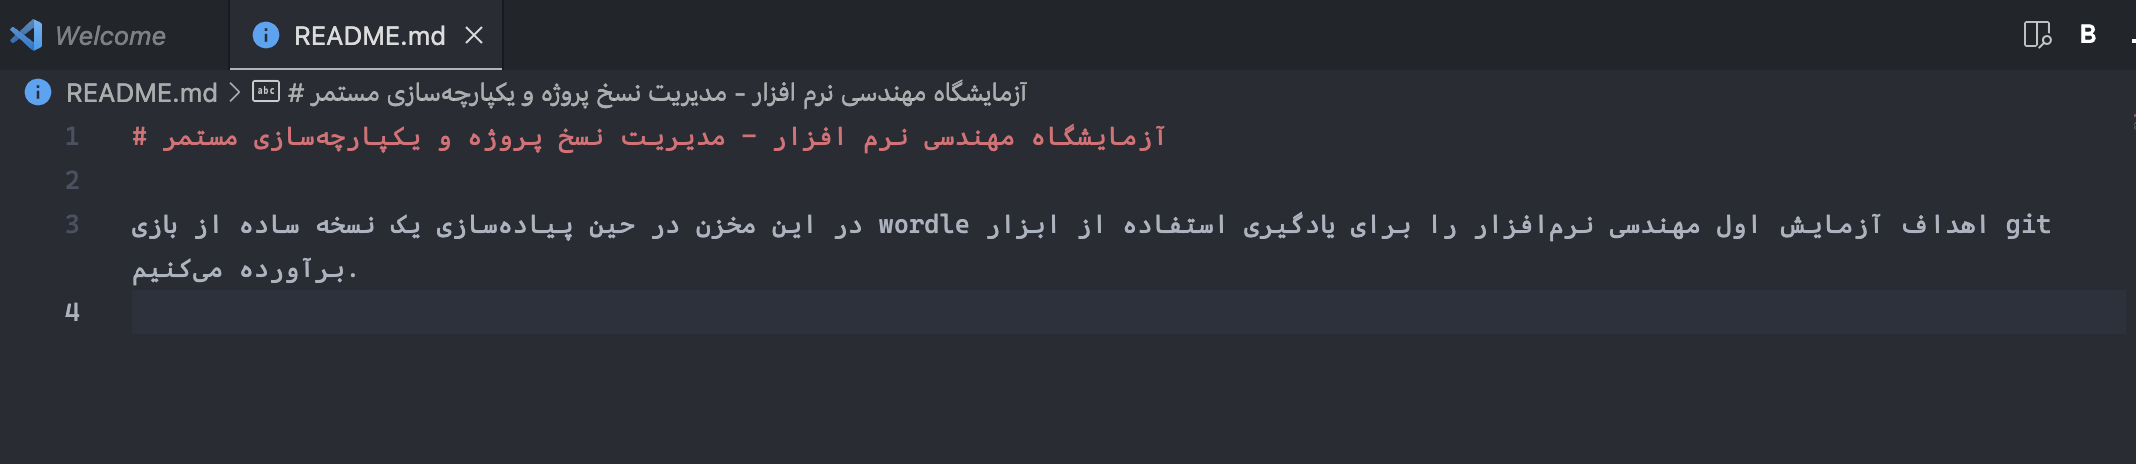 Welcome
README.md
B
README.md > abc # آزمایشگاه مهندسی نرم افزار - مدیریت نسخ پروژه و یکپارچه‌سازی مستمر
1 # آزمایشگاه مهندسی نرم افزار - مدیریت نسخ پروژه و یکپارچه‌سازی مستمر
2
3 در این مخزن در حین پیاده‌سازی یک نسخه ساده از بازی wordle اهداف آزمایش اول مهندسی نرم‌افزار را برای یادگیری استفاده از ابزار git
برآورده می‌کنیم.
4